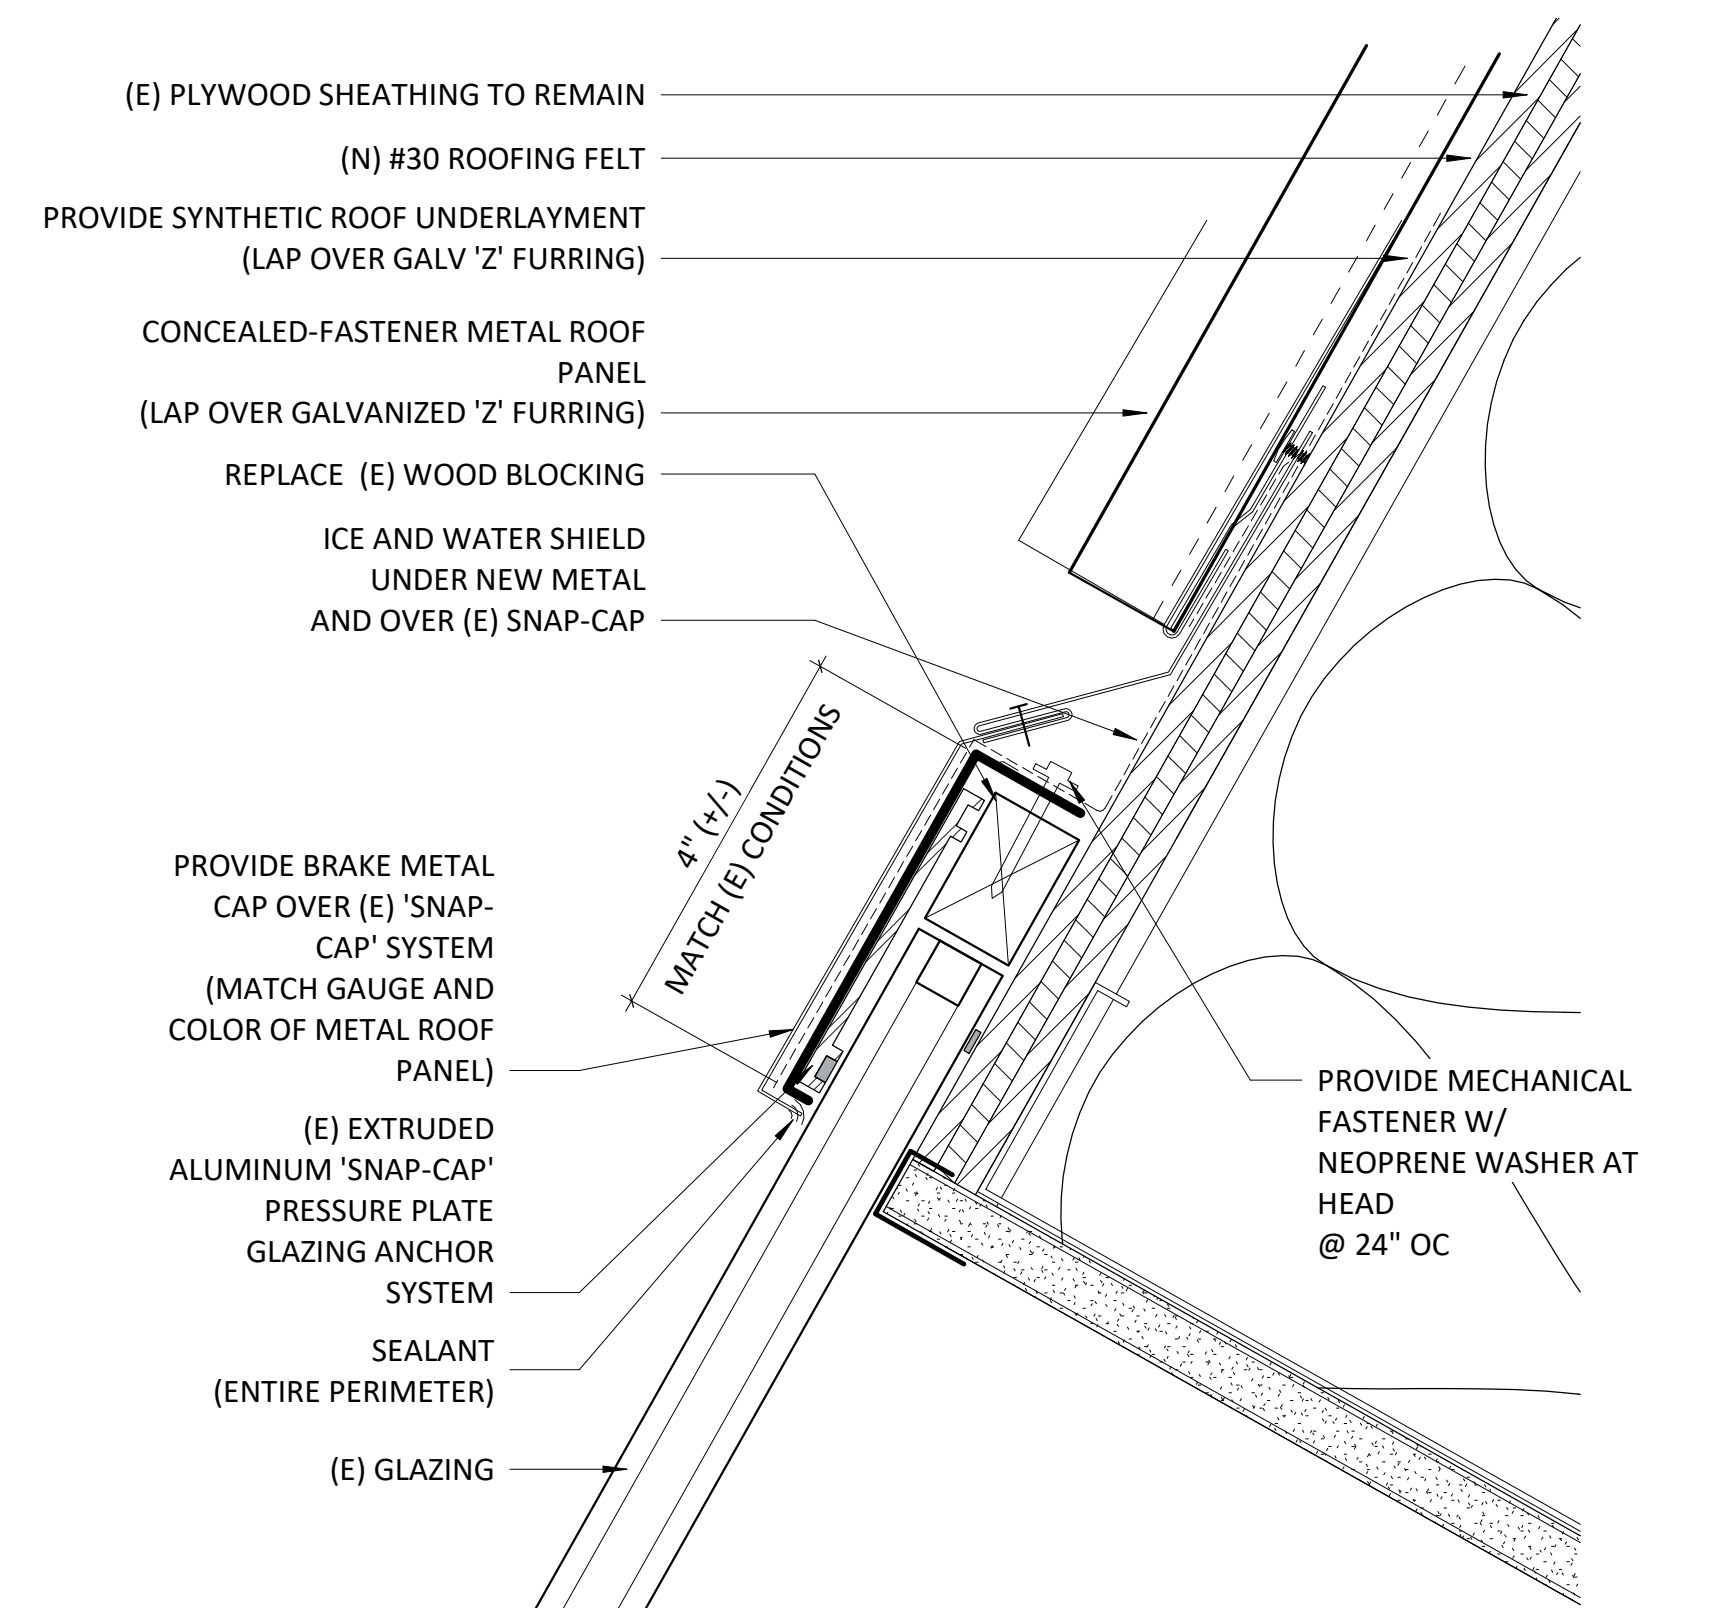 (E) PLYWOOD SHEATHING TO REMAIN
(N) #30 ROOFING FELT
PROVIDE SYNTHETIC ROOF UNDERLAYMENT
(LAP OVER GALV 'Z' FURRING)
CONCEALED-FASTENER METAL ROOF
PANEL
(LAP OVER GALVANIZED 'Z' FURRING)
REPLACE (E) WOOD BLOCKING
ICE AND WATER SHIELD
UNDER NEW METAL
AND OVER (E) SNAP-CAP
4" (+/-)
MATCH (E) CONDITIONS
PROVIDE BRAKE METAL
CAP OVER (E) 'SNAP-
CAP' SYSTEM
(MATCH GAUGE AND
COLOR OF METAL ROOF
PANEL)
(E) EXTRUDED
ALUMINUM 'SNAP-CAP'
PRESSURE PLATE
GLAZING ANCHOR
SYSTEM
SEALANT
(ENTIRE PERIMETER)
(E) GLAZING
PROVIDE MECHANICAL
FASTENER W/
NEOPRENE WASHER AT
HEAD
@ 24" OC